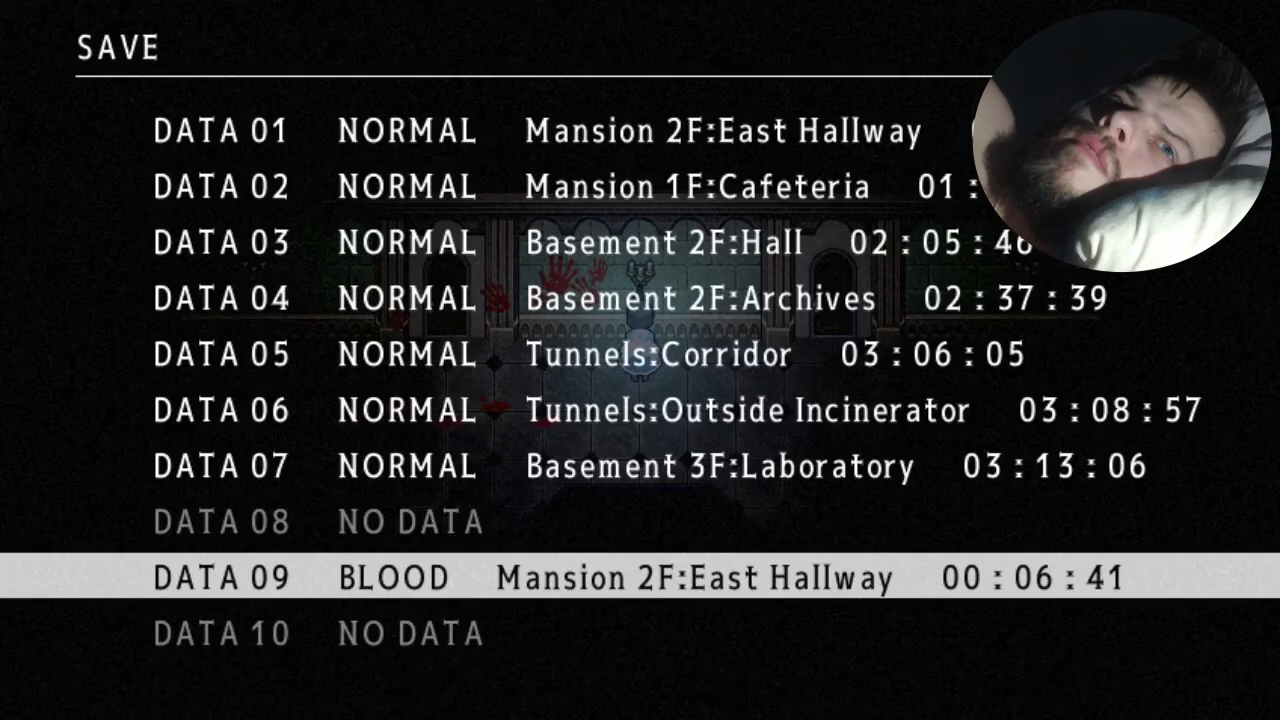 SAVE
DATA 01 NORMAL Mansion 2F:East Hallway
DATA 02 NORMAL Mansion 1F:Cafeteria 01 :
DATA 03 NORMAL Basement 2F:Hall 02 : 05 : 46
DATA 04 NORMAL Basement 2F:Archives 02 : 37 : 39
DATA 05 NORMAL Tunnels:Corridor 03 : 06 : 05
DATA 06 NORMAL Tunnels:Outside Incinerator 03 : 08 : 57
DATA 07 NORMAL Basement 3F:Laboratory 03 : 13 : 06
DATA 08 NO DATA
DATA 09 BLOOD Mansion 2F:East Hallway 00 : 06 : 41
DATA 10 NO DATA